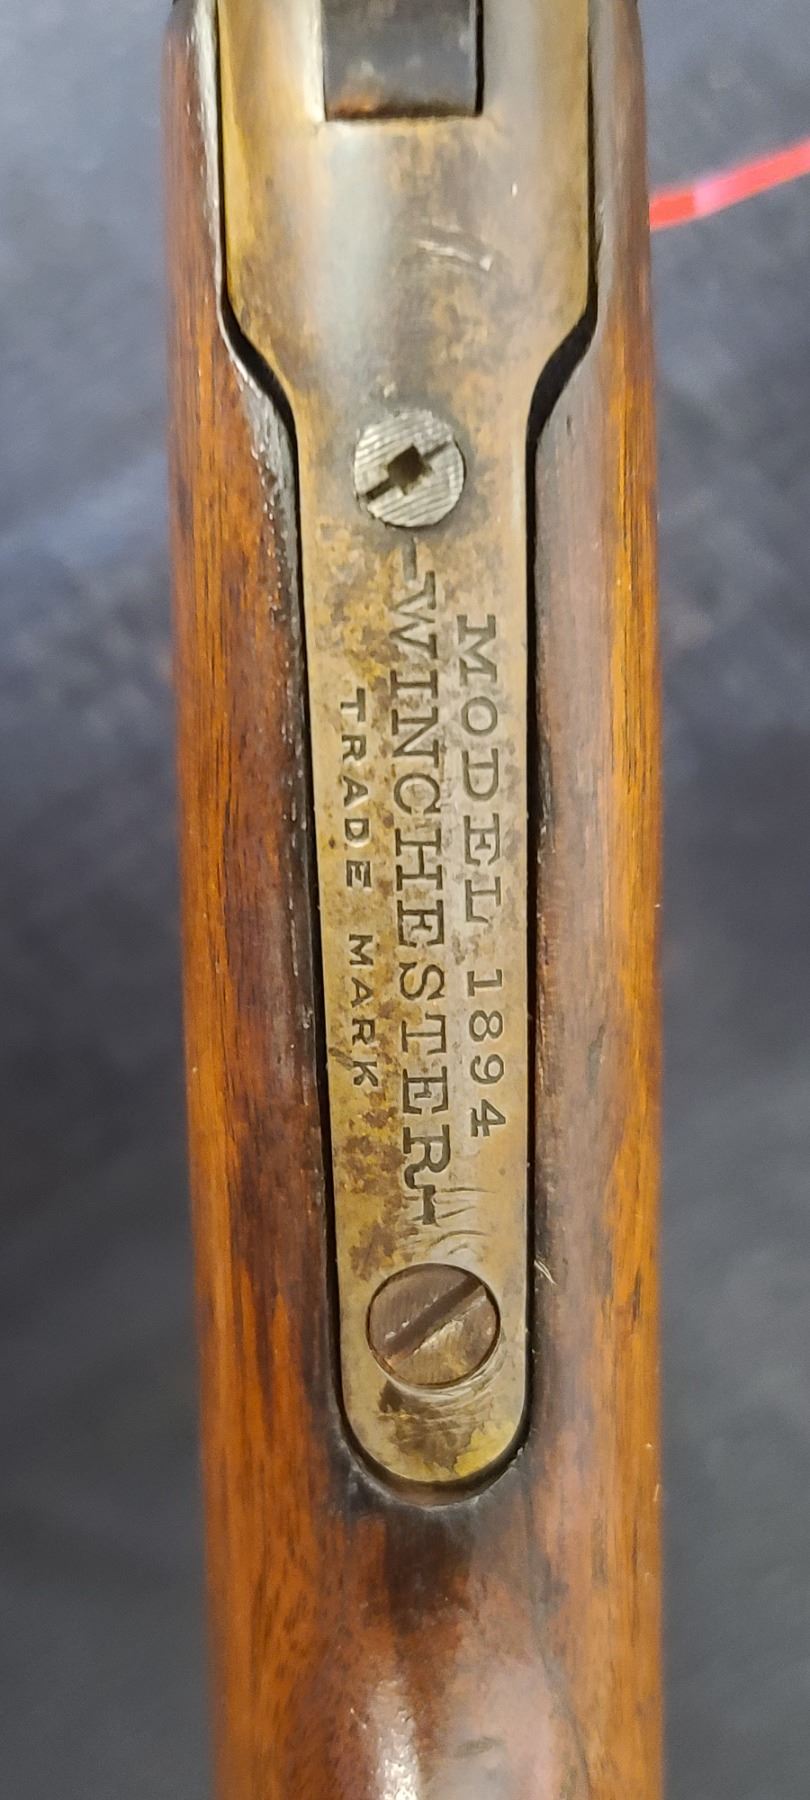 MODEL 1894
-WINCHESTER-
TRADE MARK